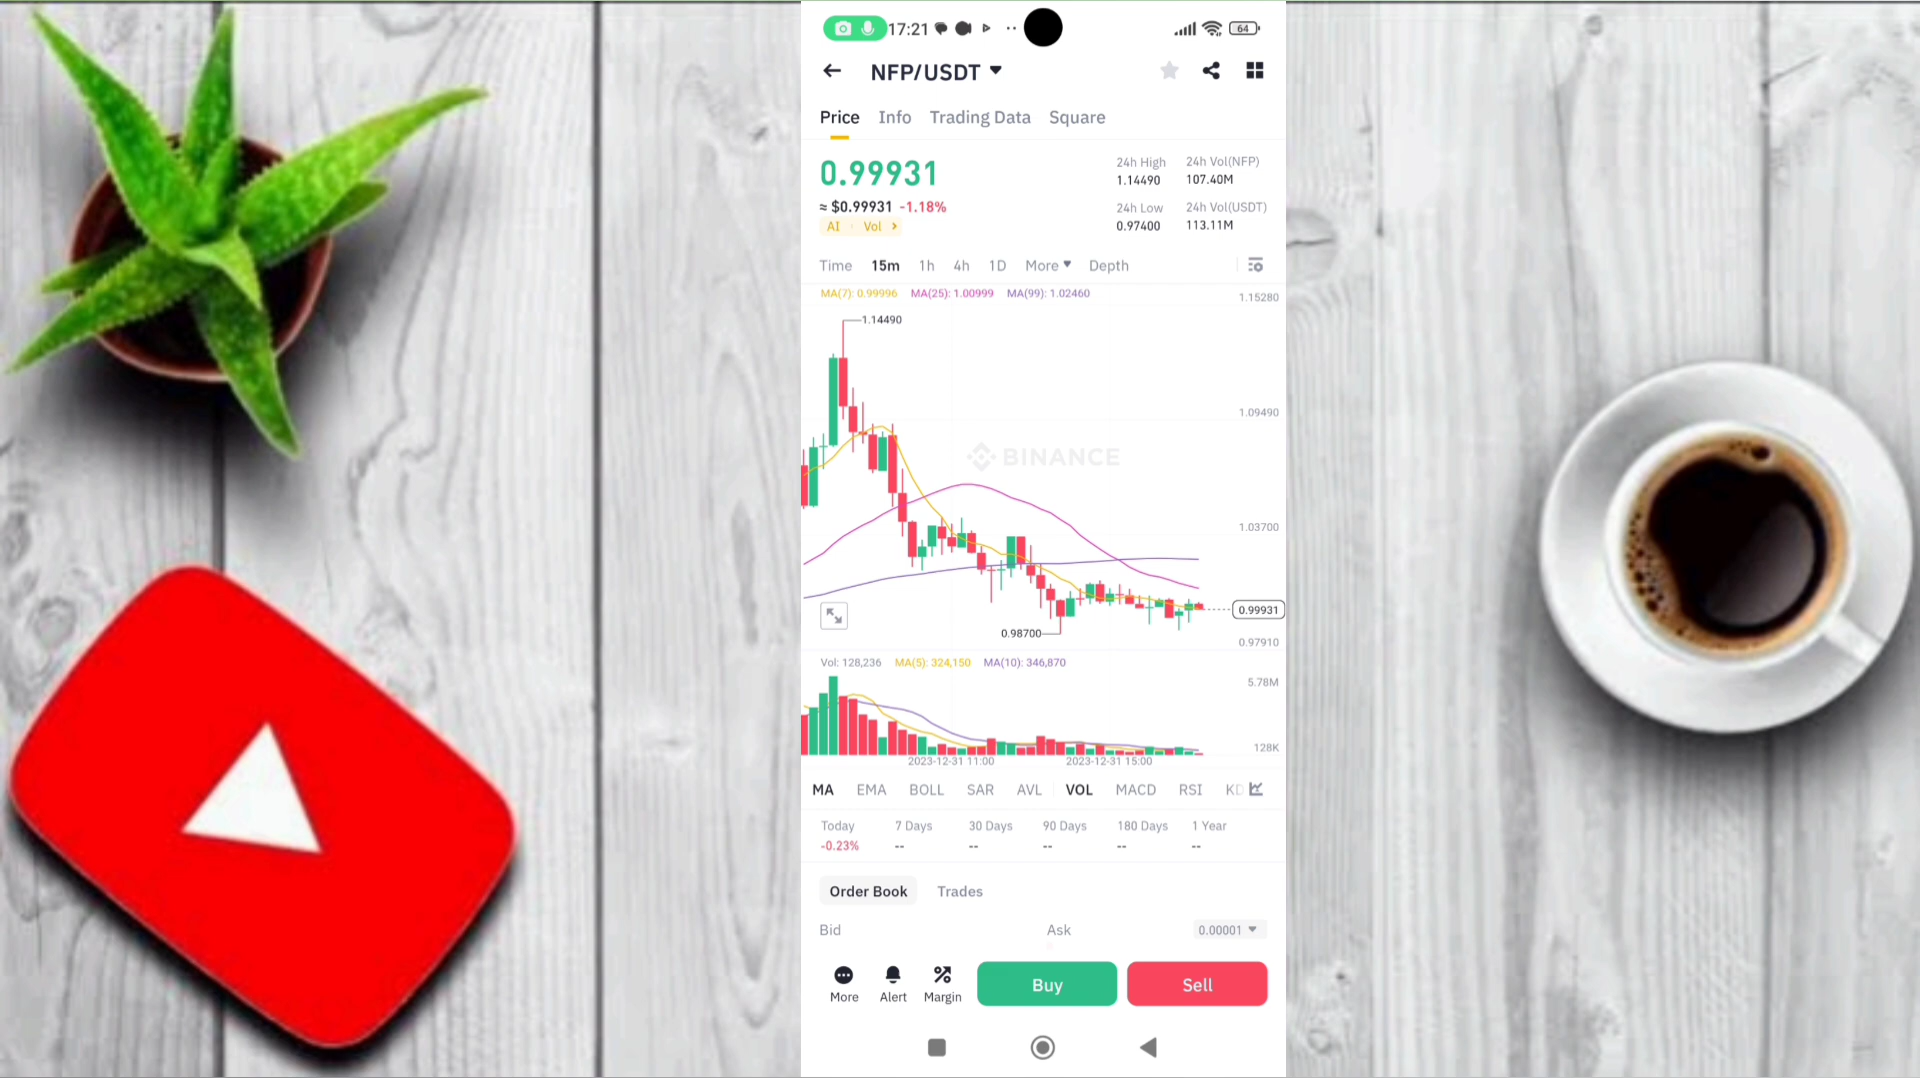 17:21
64
NFP/USDT
Price Info Trading Data Square
0.99931
≈ $0.99931 -1.18%
AI Vol
24h High 24h Vol(NFP)
1.14490 107.40M
24h Low 24h Vol(USDT)
0.97400 113.11M
Time 15m 1h 4h 1D More Depth
MA(7): 0.99996 MA(25): 1.00999 MA(99): 1.02460
1.15280
1.14490
1.09490
BINANCE
1.03700
0.99931
0.98700
0.97910
Vol: 128,236 MA(5): 324,150 MA(10): 346,870
5.78M
128K
2023-12-31 11:00 2023-12-31 15:00
MA EMA BOLL SAR AVL VOL MACD RSI KD
Today 7 Days 30 Days 90 Days 180 Days 1 Year
-0.23% -- -- -- -- --
Order Book Trades
Bid Ask 0.00001
More Alert Margin Buy Sell